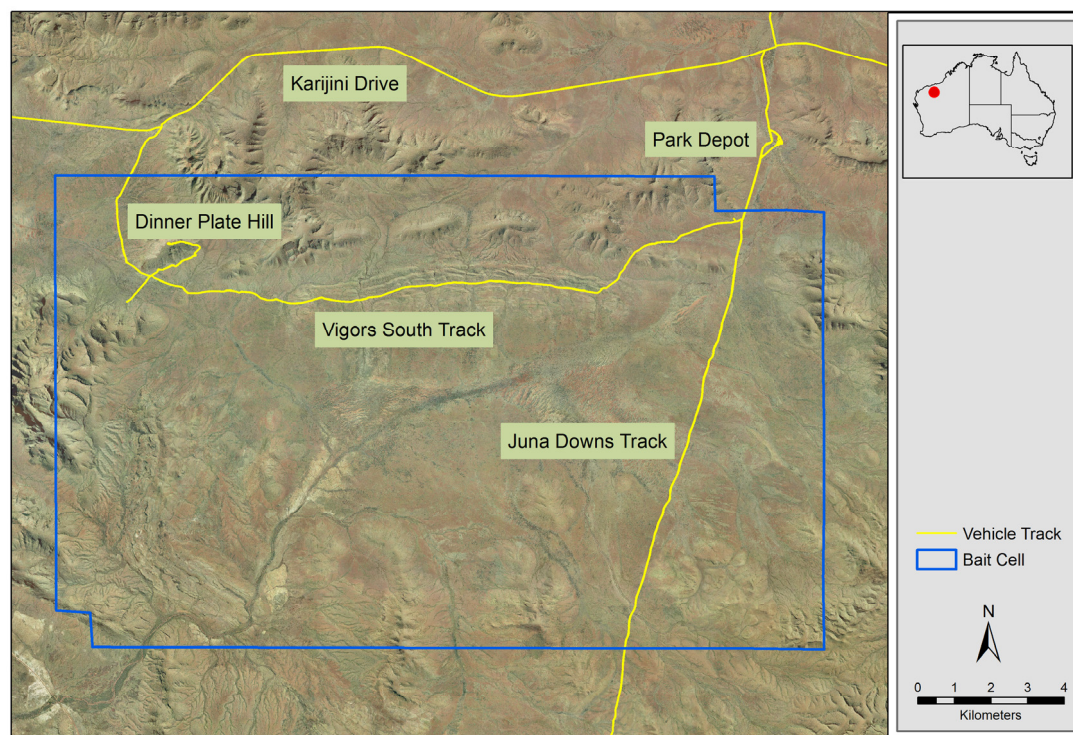 Karijini Drive
Park Depot
Dinner Plate Hill
Vigors South Track
Juna Downs Track
Vehicle Track
Bait Cell
N
0 1 2 3 4
Kilometers